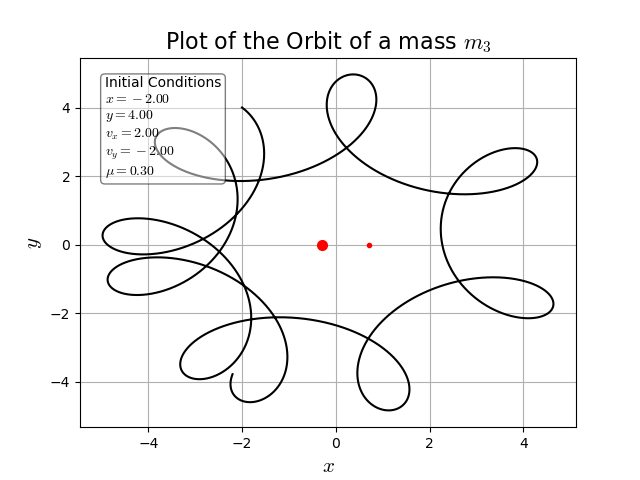 Plot of the Orbit of a mass m₃
Initial Conditions
x = −2.00
y = 4.00
vₓ = 2.00
v_y = −2.00
μ = 0.30
4
2
0
−2
−4
y
−4 −2 0 2 4
x